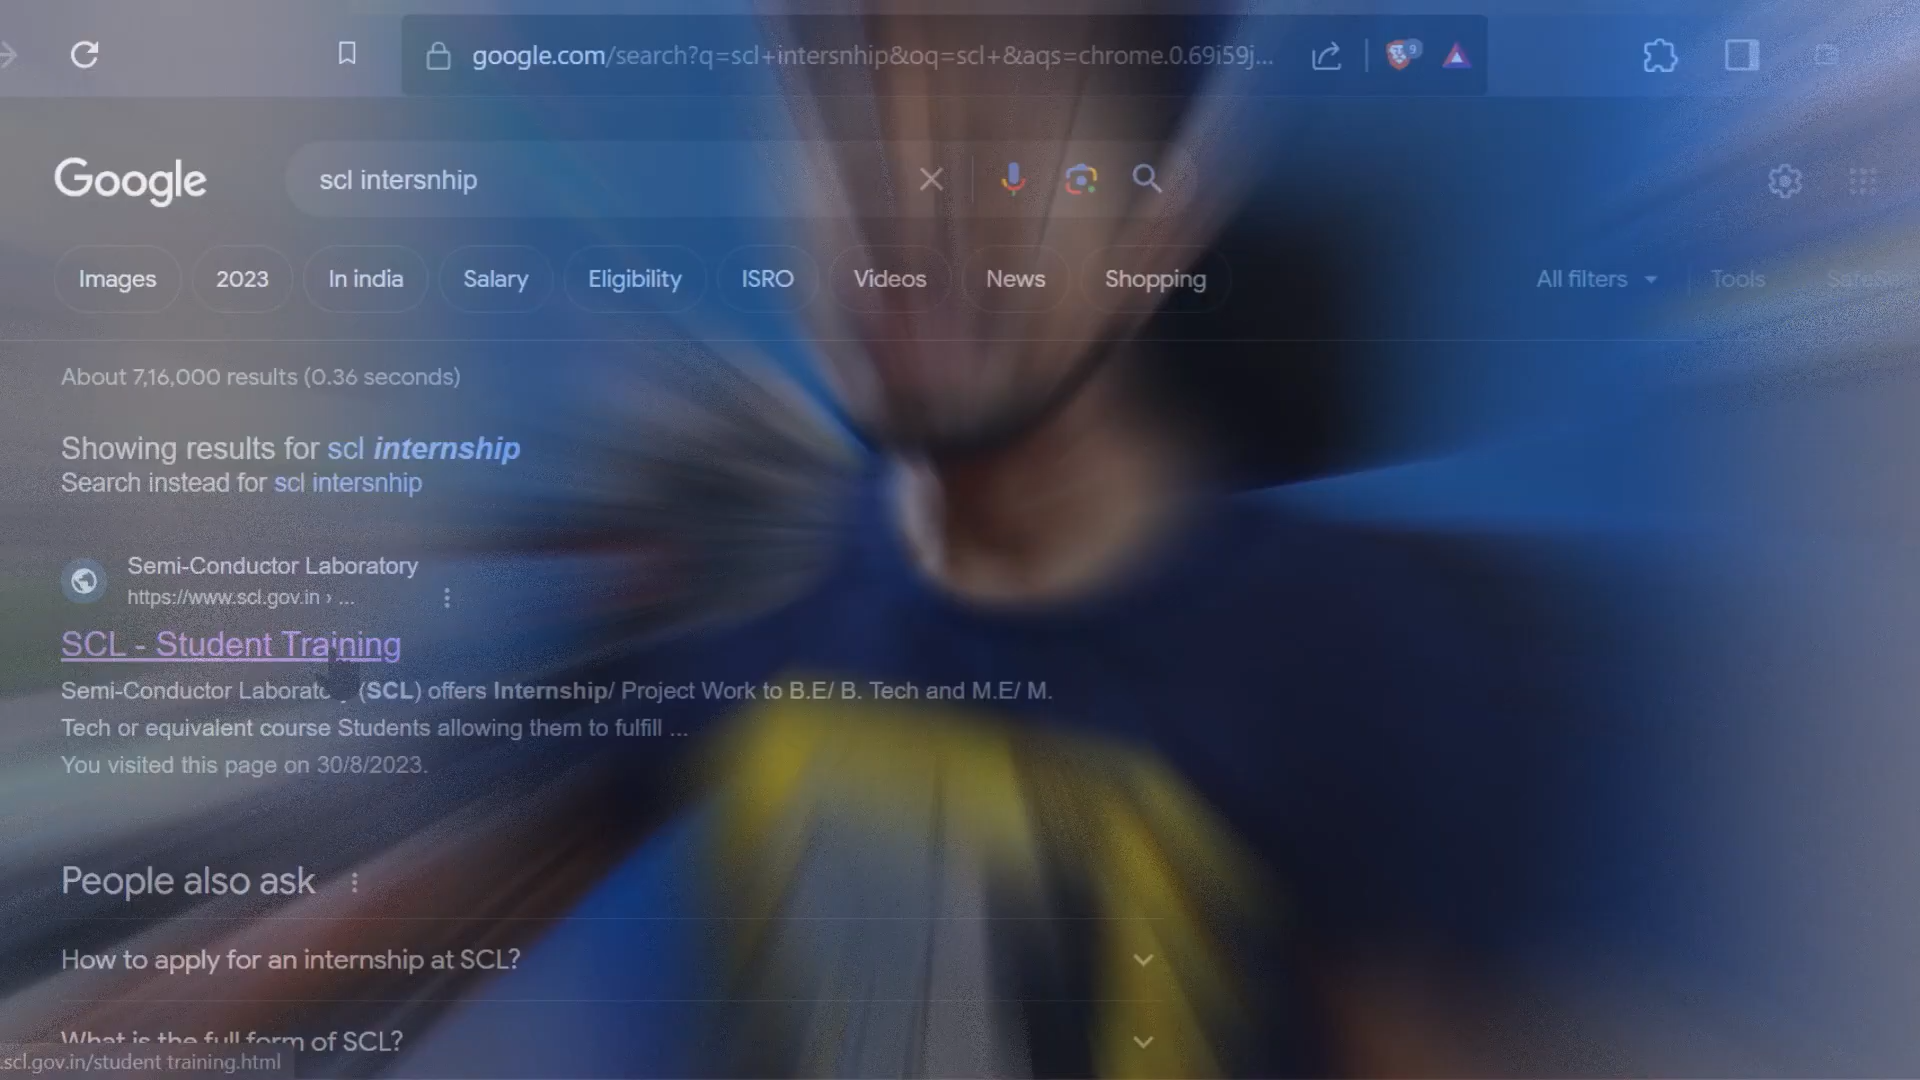 google.com/search?q=scl+intersnhip&oq=scl+&aqs=chrome.0.69i59j...
9
Google
scl intersnhip
Images
2023
In india
Salary
Eligibility
ISRO
Videos
News
Shopping
All filters
Tools
About 7,16,000 results (0.36 seconds)
Showing results for scl internship
Search instead for scl intersnhip
Semi-Conductor Laboratory
https://www.scl.gov.in › ...
SCL - Student Training
Semi-Conductor Laboratory (SCL) offers Internship/ Project Work to B.E/ B. Tech and M.E/ M.
Tech or equivalent course Students allowing them to fulfill ...
You visited this page on 30/8/2023.
People also ask
How to apply for an internship at SCL?
What is the full form of SCL?
.scl.gov.in/student training.html